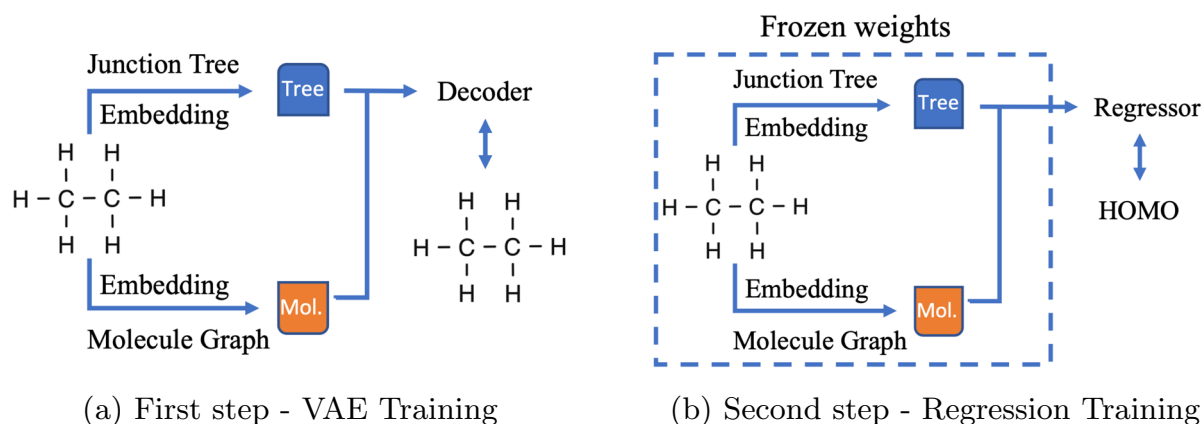 Junction Tree
Embedding
Tree
Decoder
H H
H – C – C – H
H H
H H
H – C – C – H
H H
Embedding
Mol.
Molecule Graph
(a) First step - VAE Training
Frozen weights
Junction Tree
Embedding
Tree
Regressor
HOMO
H H
H – C – C – H
H H
Embedding
Mol.
Molecule Graph
(b) Second step - Regression Training